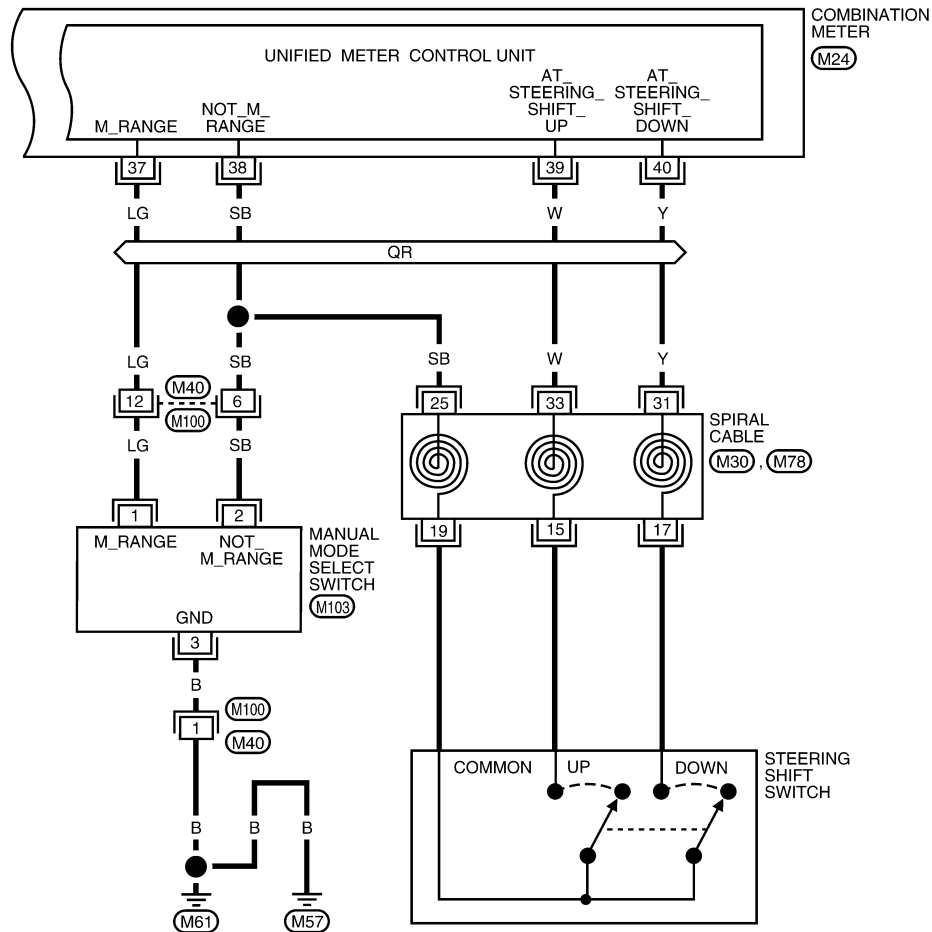 COMBINATION
METER
M24
UNIFIED METER CONTROL UNIT
M_RANGE
NOT_M_
RANGE
AT_
STEERING_
SHIFT_
UP
AT_
STEERING_
SHIFT_
DOWN
37
38
39
40
LG
SB
W
Y
QR
LG
SB
SB
W
Y
12
M40
M100
6
25
33
31
LG
SB
SPIRAL
CABLE
M30 , M78
1
2
19
15
17
M_RANGE
NOT_
M_RANGE
GND
MANUAL
MODE
SELECT
SWITCH
M103
3
B
1
M100
M40
COMMON
UP
DOWN
STEERING
SHIFT
SWITCH
B
B
B
M61
M57